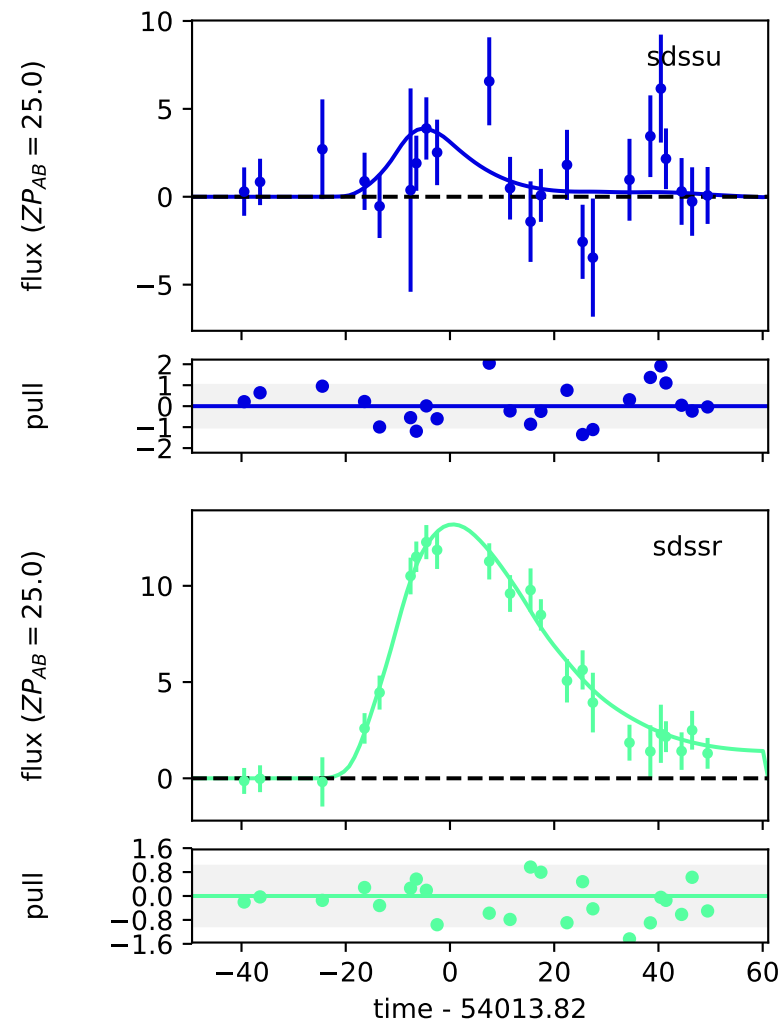 10
5
0
−5
flux (ZP_AB = 25.0)
sdssu
2
1
0
−1
−2
pull
10
5
0
flux (ZP_AB = 25.0)
sdssr
1.6
0.8
0.0
−0.8
−1.6
pull
−40 −20 0 20 40 60
time - 54013.82